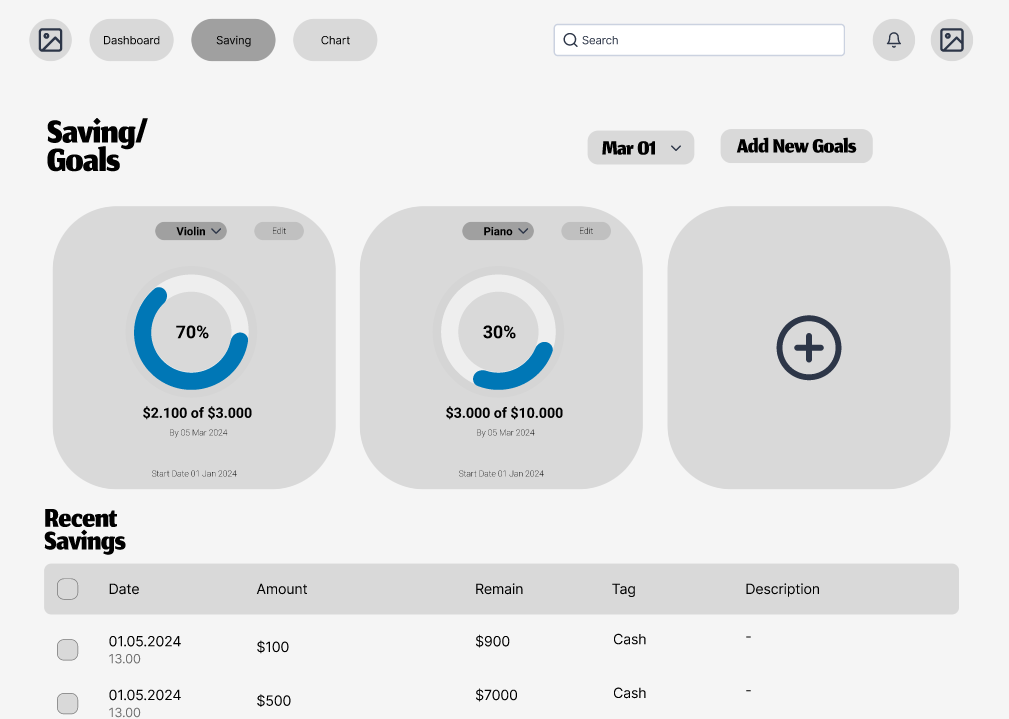 Dashboard
Saving
Chart
Search
Saving/
Goals
Mar 01
Add New Goals
Violin
Edit
70%
$2.100 of $3.000
By 05 Mar 2024
Start Date 01 Jan 2024
Piano
Edit
30%
$3.000 of $10.000
By 05 Mar 2024
Start Date 01 Jan 2024
Recent
Savings
Date Amount Remain Tag Description
01.05.2024 $100 $900 Cash -
13.00
01.05.2024 $500 $7000 Cash -
13.00